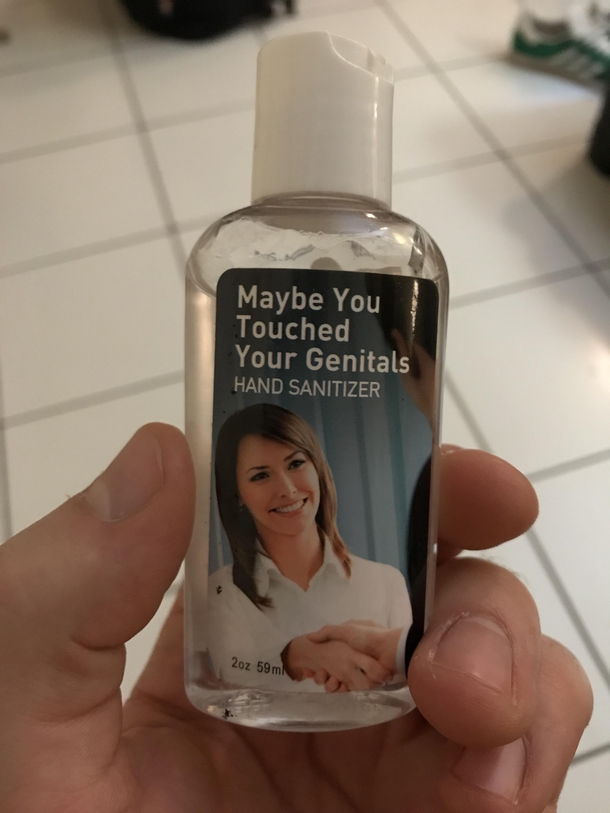 Maybe You
Touched
Your Genitals
HAND SANITIZER
2oz 59ml